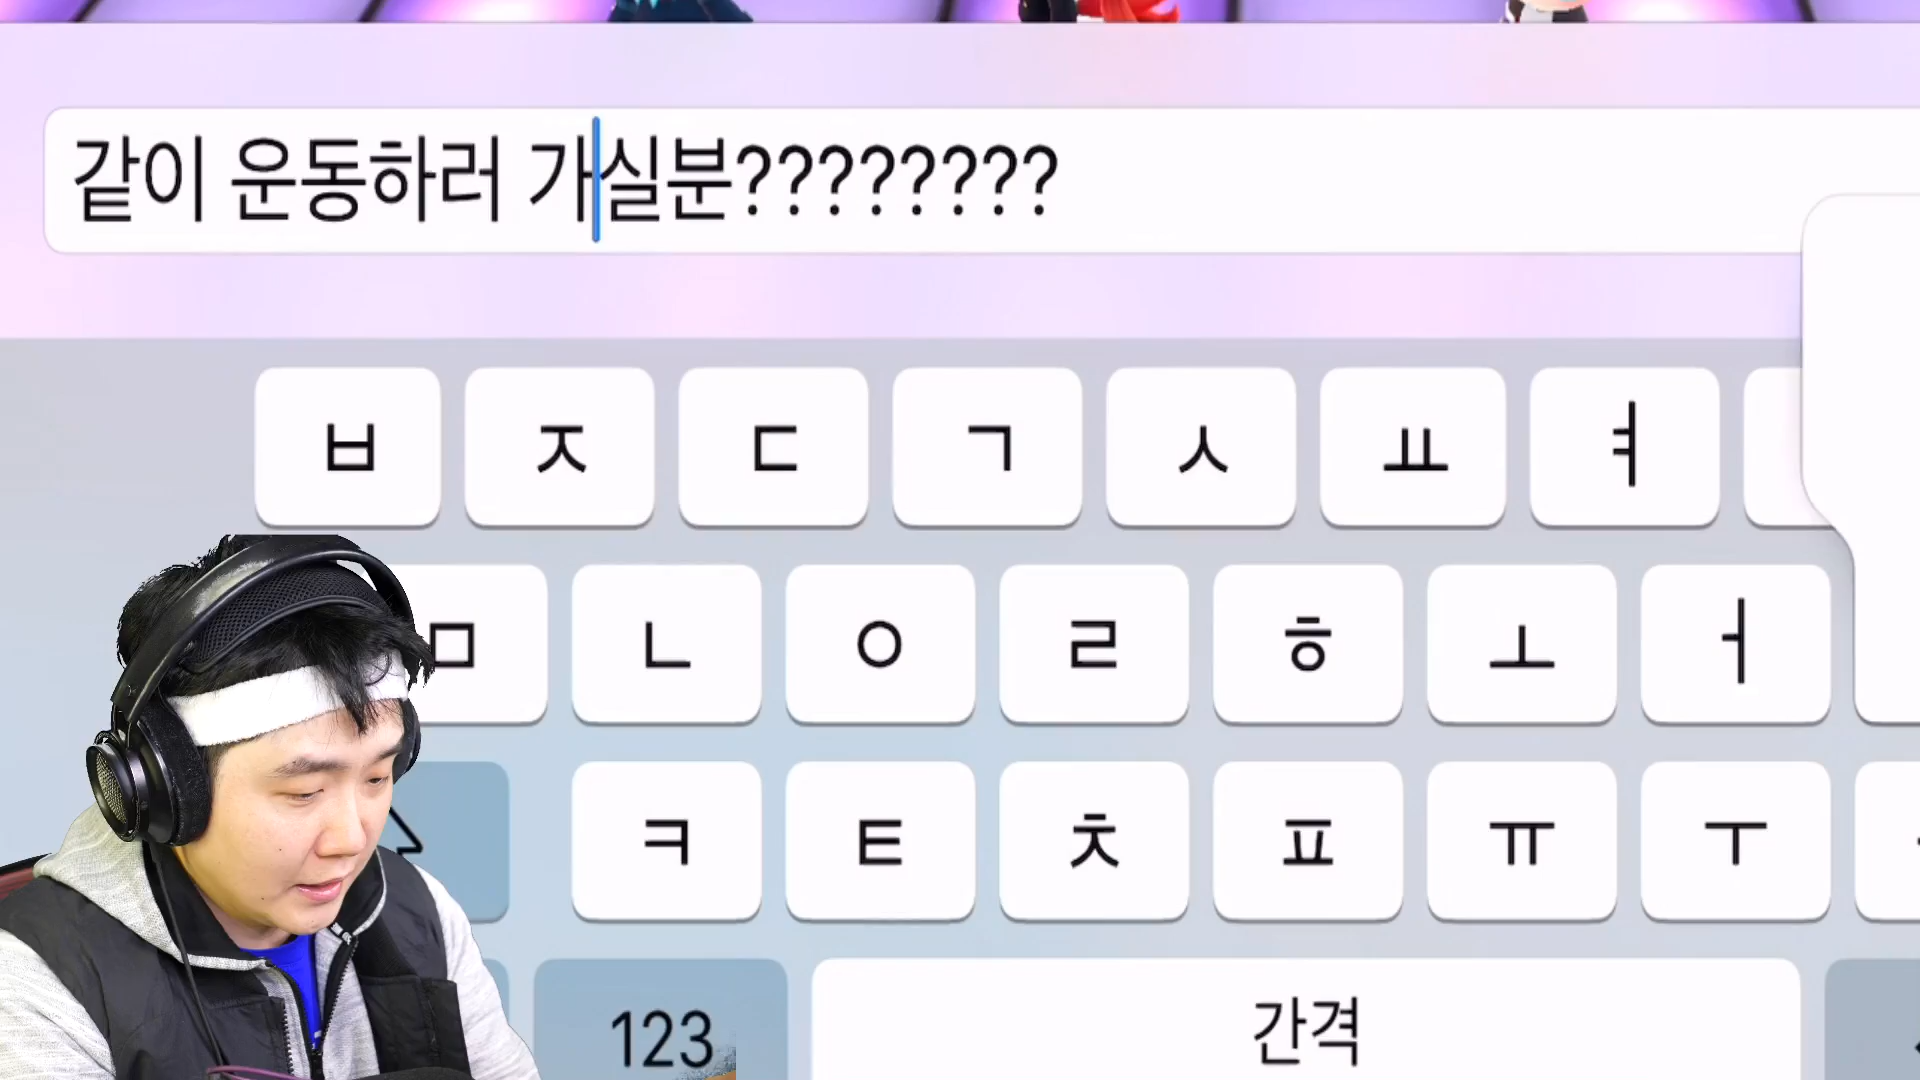 같이 운동하러 가실분????????
ㅂ ㅈ ㄷ ㄱ ㅅ ㅛ ㅕ
ㅁ ㄴ ㅇ ㄹ ㅎ ㅗ ㅓ
ㅋ ㅌ ㅊ ㅍ ㅠ ㅜ
123 간격